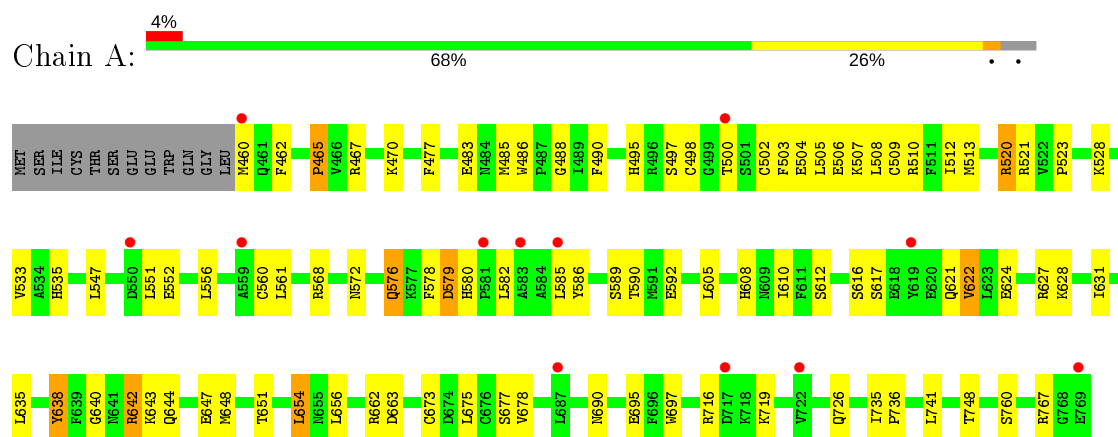 4%
Chain A:
68% 26% • •
MET SER ILE CYS THR SER GLU GLU TRP GLN GLY LEU M460 Q461 F462 P465 V466 R467 K470 F477 E483 N484 M485 W486 P487 G488 I489 F490 H495 R496 S497 C498 G499 T500 S501 C502 F503 E504 L505 E506 K507 L508 C509 R510 F511 I512 M513 R520 R521 V522 P523 K528
V533 A534 H535 L547 D550 L551 E552 L556 A559 C560 L561 R568 N572 Q576 K577 F578 D579 H580 P581 L582 A583 A584 L585 Y586 S589 T590 M591 E592 L605 H608 N609 I610 F611 S612 S616 S617 E618 Y619 E620 Q621 V622 L623 E624 R627 K628 I631
L635 Y638 F639 G640 N641 R642 K643 Q644 E647 M648 T651 L654 N655 L656 R662 D663 C673 D674 L675 C676 S677 V678 L687 N690 E695 F696 W697 R716 D717 K718 K719 V722 Q726 I735 P736 L741 T748 S760 R767 G768 E769